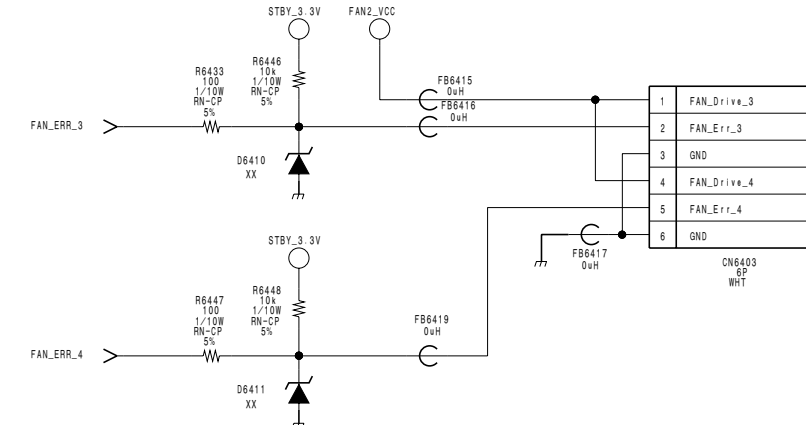 STBY_3.3V
FAN2_VCC
R6433
100
1/10W
RN-CP
5%
R6446
10k
1/10W
RN-CP
5%
FB6415
0uH
FB6416
0uH
FAN_ERR_3
D6410
XX
1 FAN_Drive_3
2 FAN_Err_3
3 GND
4 FAN_Drive_4
5 FAN_Err_4
6 GND
CN6403
6P
WHT
FB6417
0uH
STBY_3.3V
R6447
100
1/10W
RN-CP
5%
R6448
10k
1/10W
RN-CP
5%
FB6419
0uH
FAN_ERR_4
D6411
XX